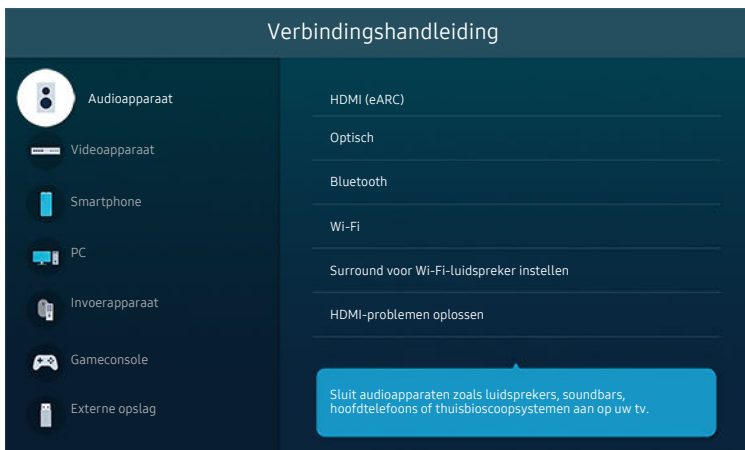 Verbindingshandleiding
Audioapparaat
Videoapparaat
Smartphone
PC
Invoerapparaat
Gameconsole
Externe opslag
HDMI (eARC)
Optisch
Bluetooth
Wi-Fi
Surround voor Wi-Fi-luidspreker instellen
HDMI-problemen oplossen
Sluit audioapparaten zoals luidsprekers, soundbars,
hoofdtelefoons of thuisbioscoopsystemen aan op uw tv.